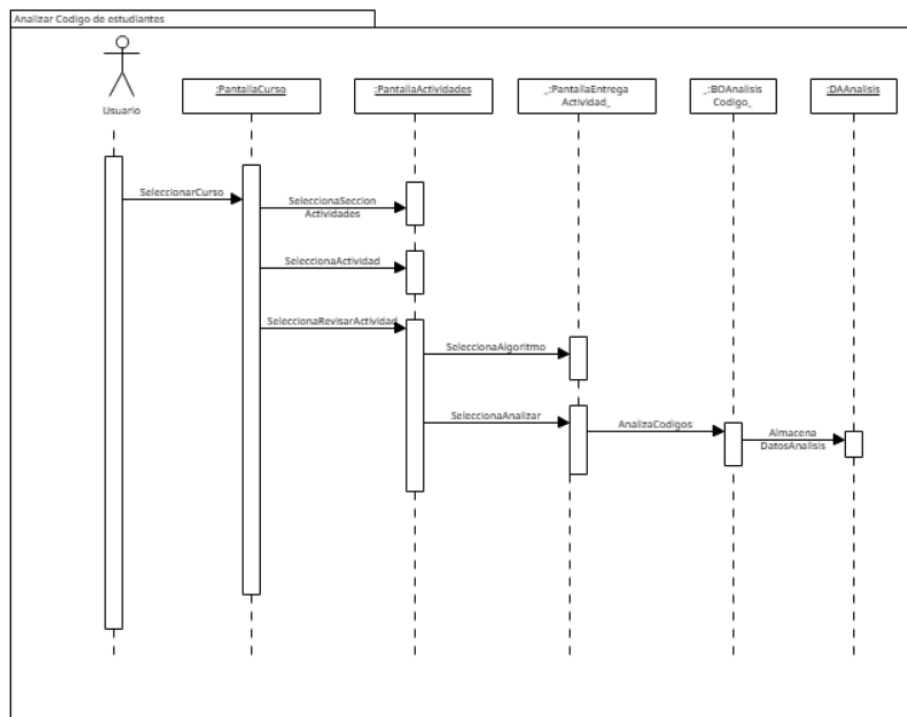 Analizar Codigo de estudiantes
Usuario
:PantallaCurso
:PantallaActividades
_:PantallaEntrega
Actividad_
_:BOAnalisis
Codigo_
:DAAnalisis
SeleccionarCurso
SeleccionaSeccion
Actividades
SeleccionaActividad
SeleccionaRevisarActividad
SeleccionaAlgoritmo
SeleccionaAnalizar
AnalizaCodigos
Almacena
DatosAnalisis